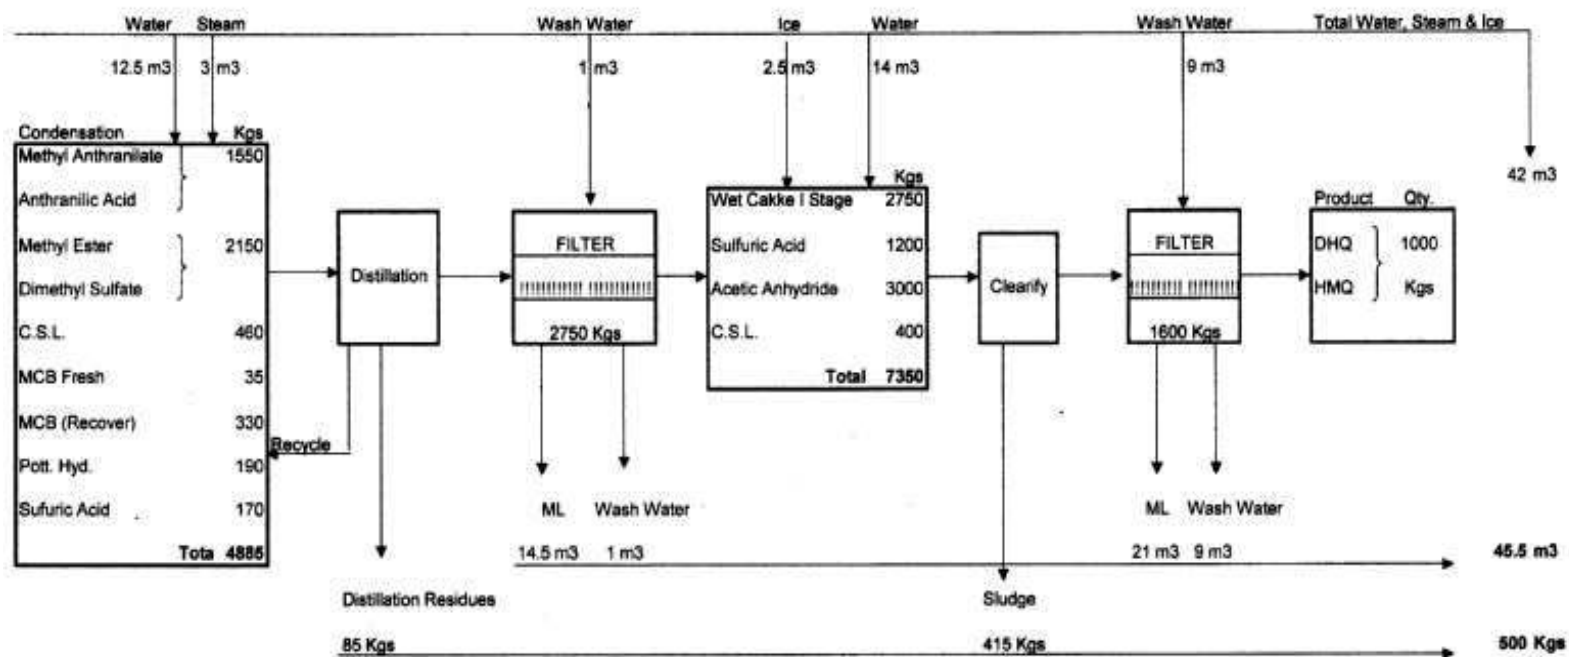 Water Steam Wash Water Ice Water Wash Water Total Water, Steam & Ice
12.5 m3 3 m3 1 m3 2.5 m3 14 m3 9 m3
42 m3
Condensation Kgs
Methyl Anthranilate 1550
Anthranilic Acid
Methyl Ester 2150
Dimethyl Sulfate
C.S.L. 460
MCB Fresh 35
MCB (Recover) 330
Pott. Hyd. 190
Sufuric Acid 170
Tota 4885
Recycle
Distillation
FILTER
2750 Kgs
Kgs
Wet Cakke I Stage 2750
Sulfuric Acid 1200
Acetic Anhydride 3000
C.S.L. 400
Total 7350
Clearify
FILTER
1600 Kgs
Product Qty.
DHQ 1000
HMQ Kgs
ML Wash Water ML Wash Water
14.5 m3 1 m3 21 m3 9 m3 45.5 m3
Distillation Residues Sludge
85 Kgs 415 Kgs 500 Kgs